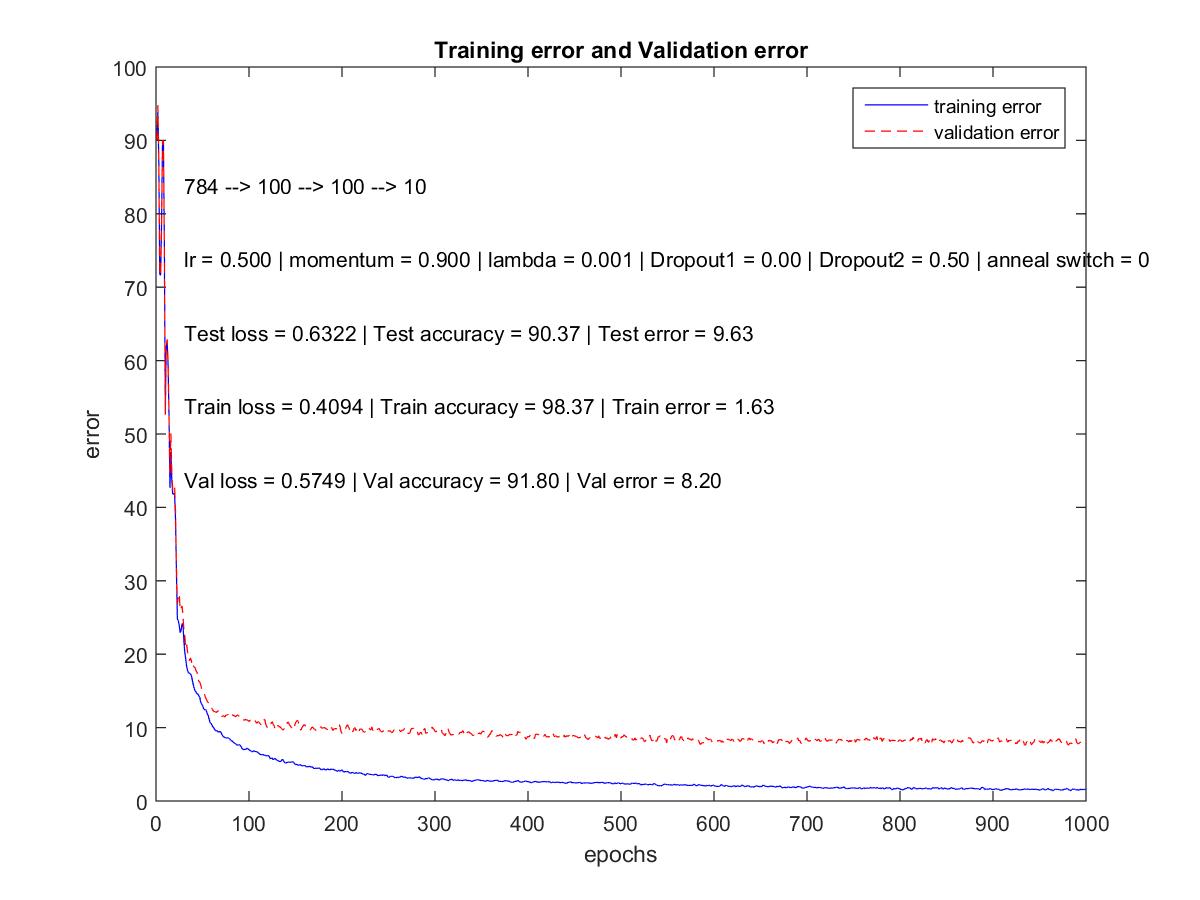 Training error and Validation error
100
training error
validation error
90
784 --> 100 --> 100 --> 10
80
lr = 0.500 | momentum = 0.900 | lambda = 0.001 | Dropout1 = 0.00 | Dropout2 = 0.50 | anneal switch = 0
70
Test loss = 0.6322 | Test accuracy = 90.37 | Test error = 9.63
60
Train loss = 0.4094 | Train accuracy = 98.37 | Train error = 1.63
50
error
Val loss = 0.5749 | Val accuracy = 91.80 | Val error = 8.20
40
30
20
10
0
0 100 200 300 400 500 600 700 800 900 1000
epochs